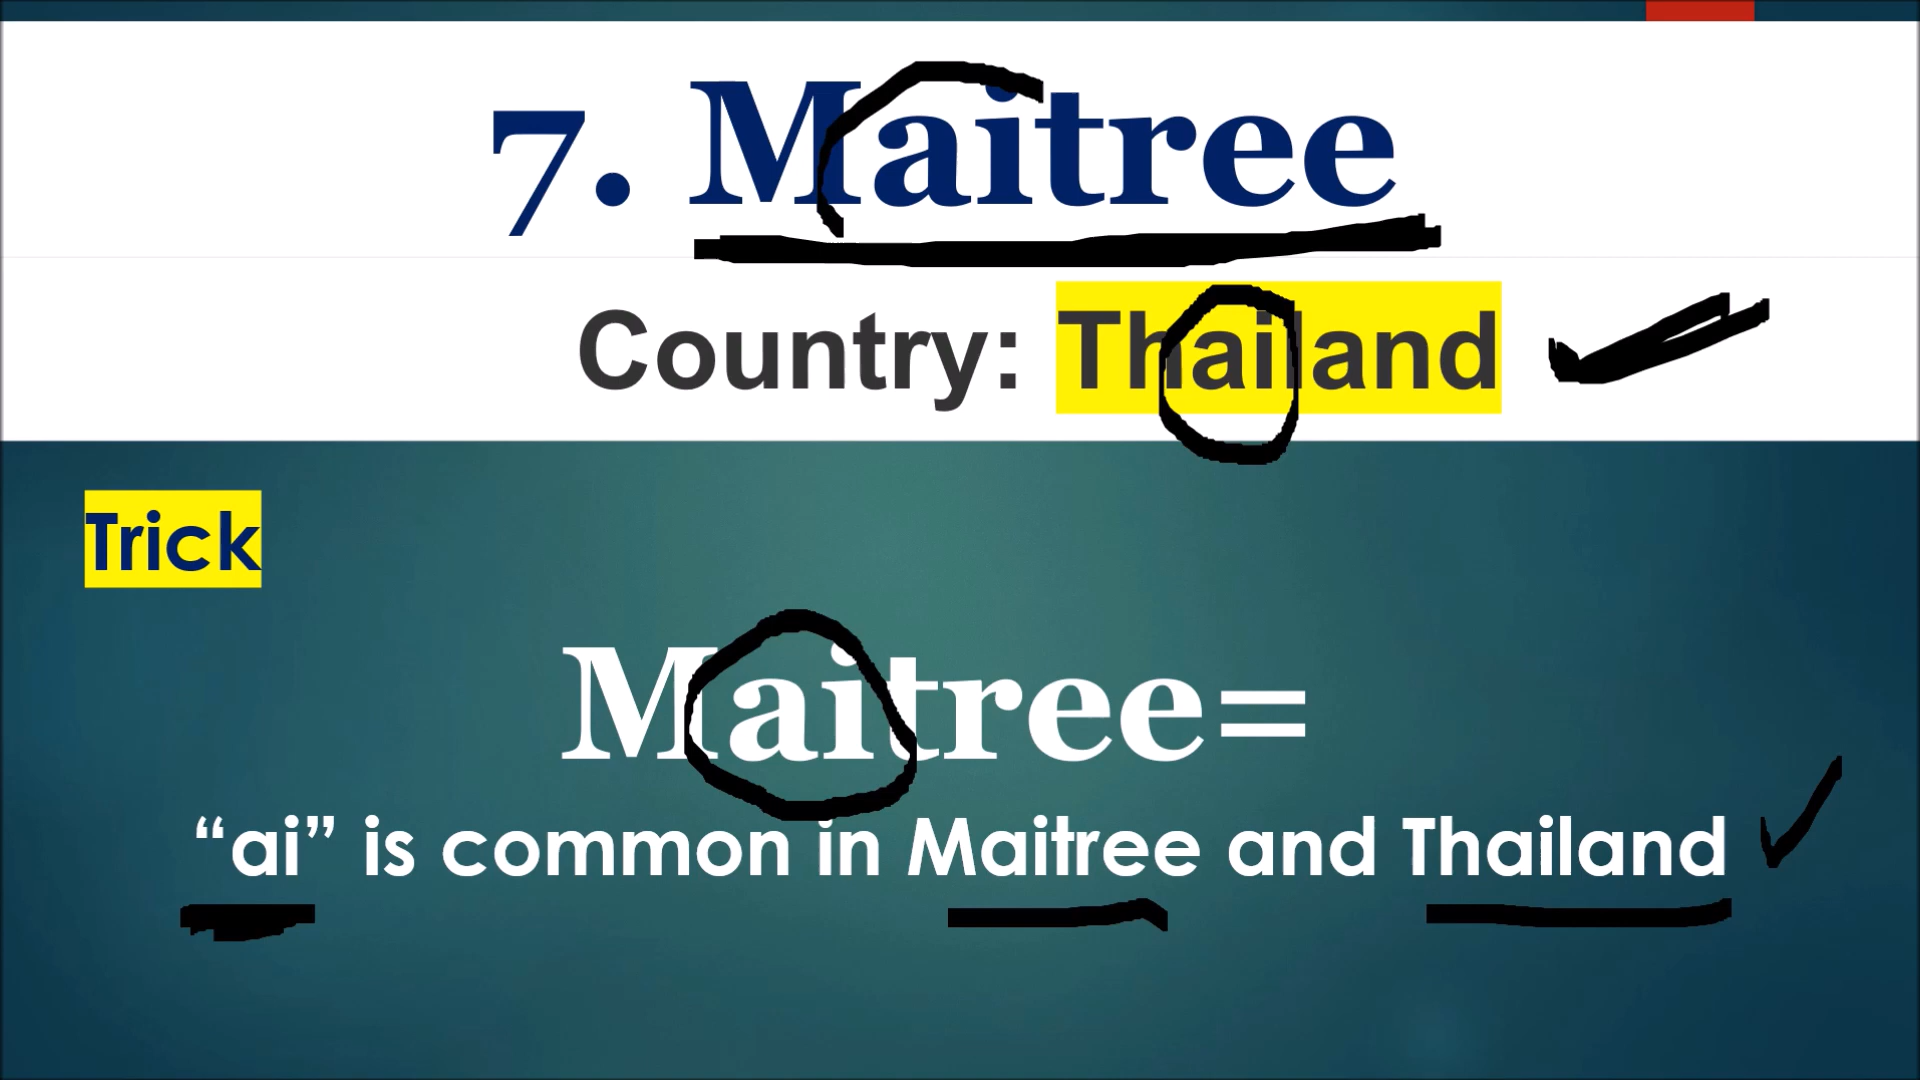 7. Maitree
Country: Thailand
Trick
Maitree=
“ai” is common in Maitree and Thailand